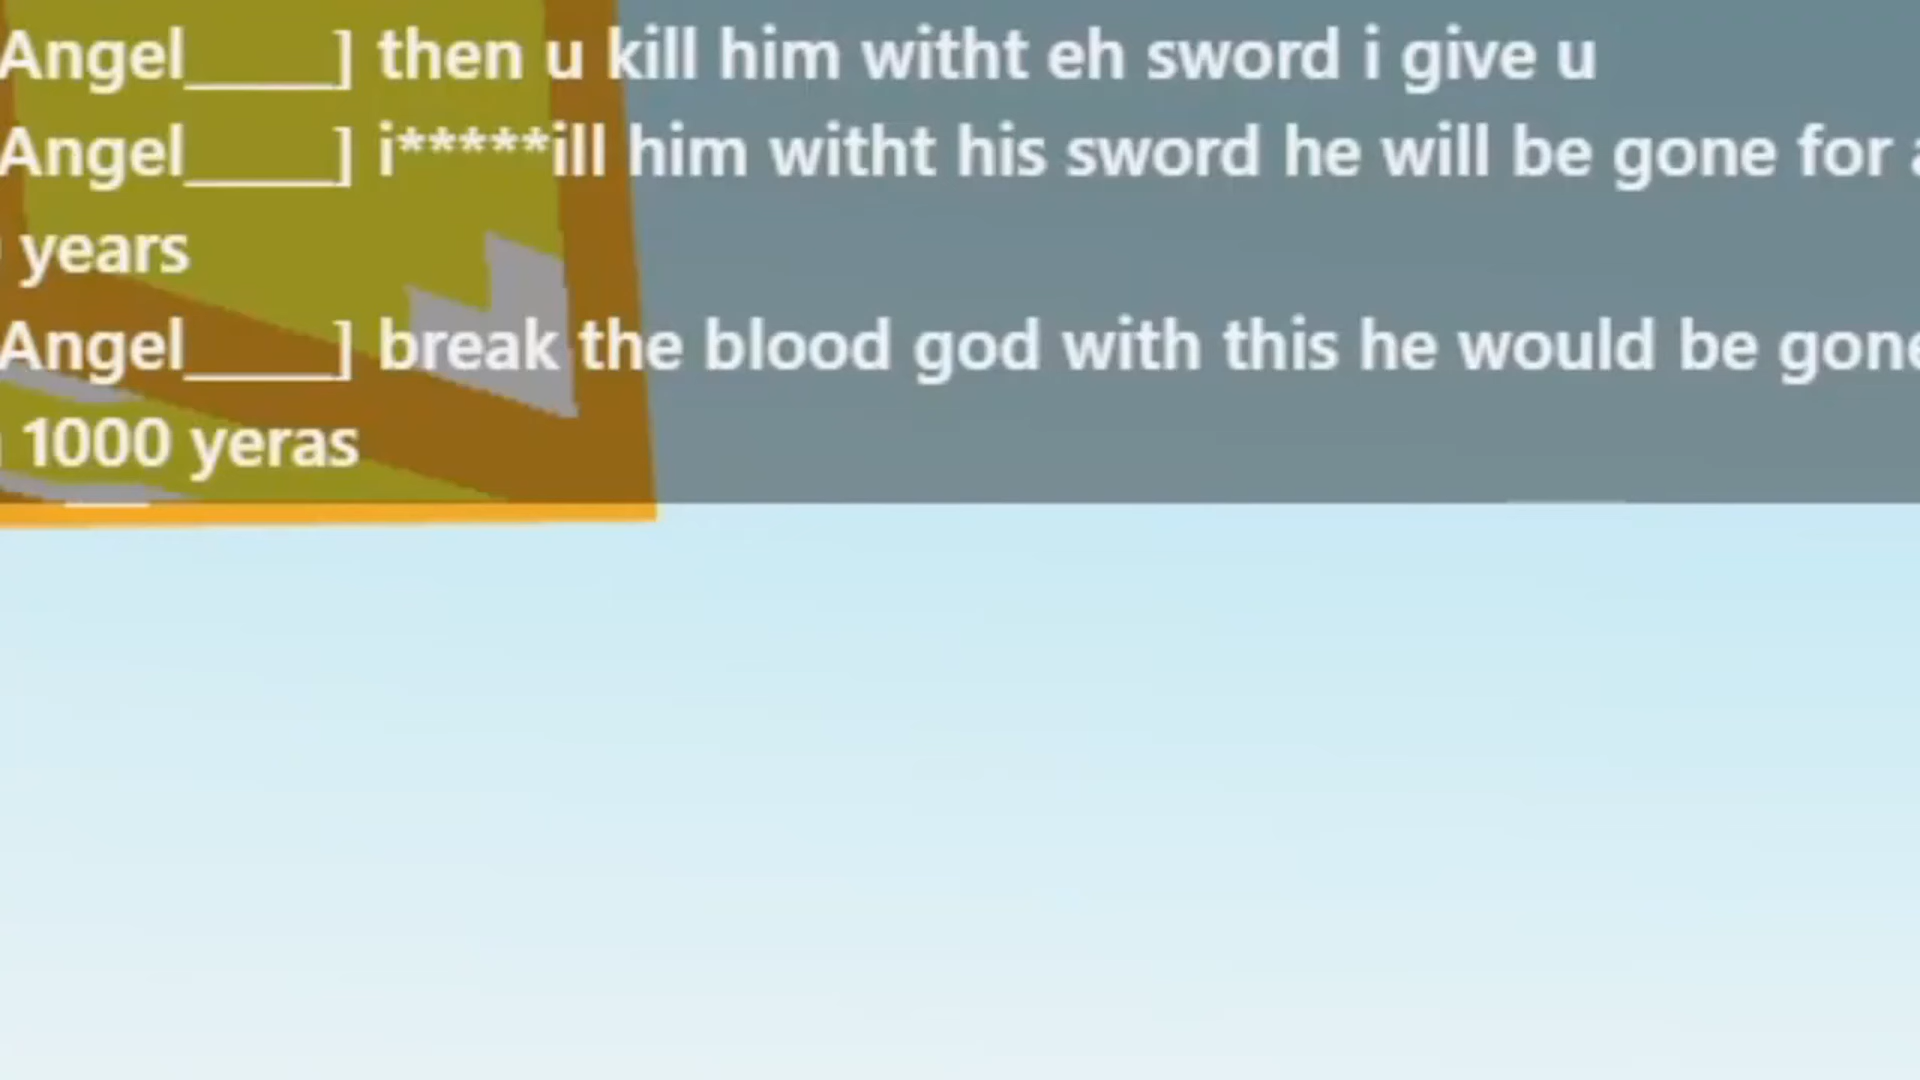 Angel_____] then u kill him witht eh sword i give u
Angel_____] i*****ill him witht his sword he will be gone for
years
Angel_____] break the blood god with this he would be gone
1000 yeras